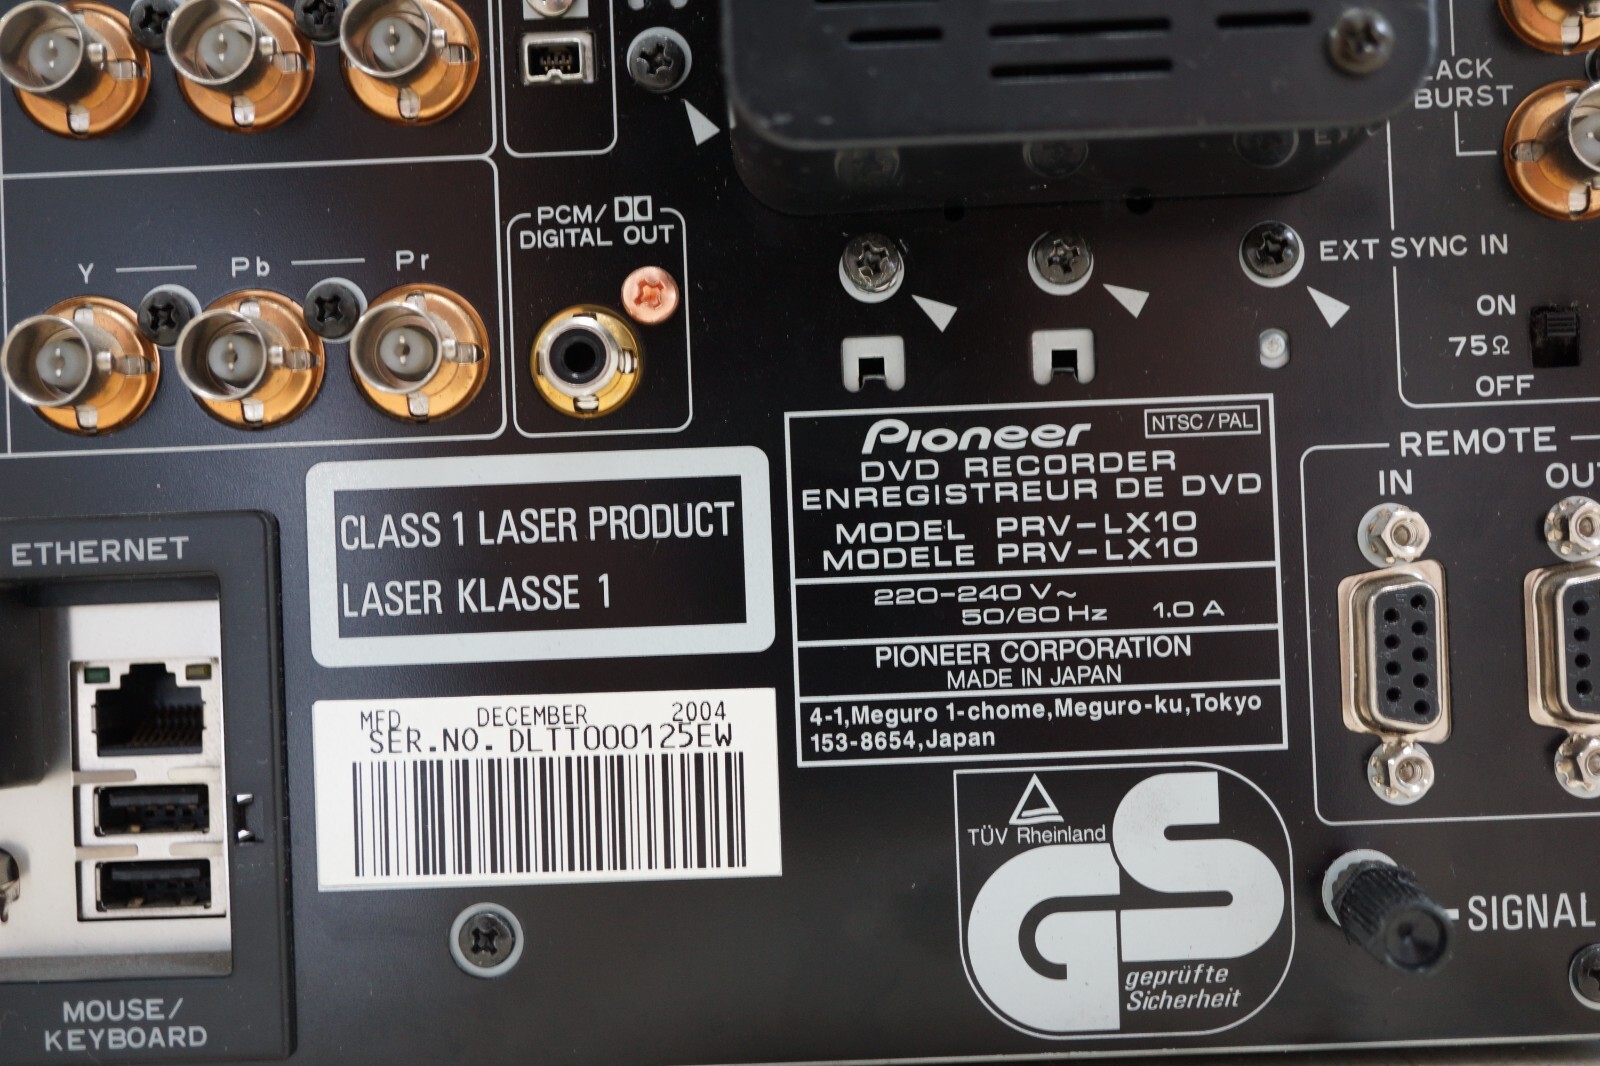 LACK
BURST
PCM/
DIGITAL OUT
Y
Pb
Pr
EXT SYNC IN
ON
75Ω
OFF
Pioneer
NTSC/PAL
DVD RECORDER
ENREGISTREUR DE DVD
MODEL PRV-LX10
MODELE PRV-LX10
220-240 V~
50/60 Hz 1.0 A
PIONEER CORPORATION
MADE IN JAPAN
4-1,Meguro 1-chome,Meguro-ku,Tokyo
153-8654,Japan
REMOTE
IN
OUT
CLASS 1 LASER PRODUCT
LASER KLASSE 1
ETHERNET
MFD. DECEMBER 2004
SER.NO. DLTT000125EW
TÜV Rheinland
GS
geprüfte
Sicherheit
SIGNAL
MOUSE/
KEYBOARD